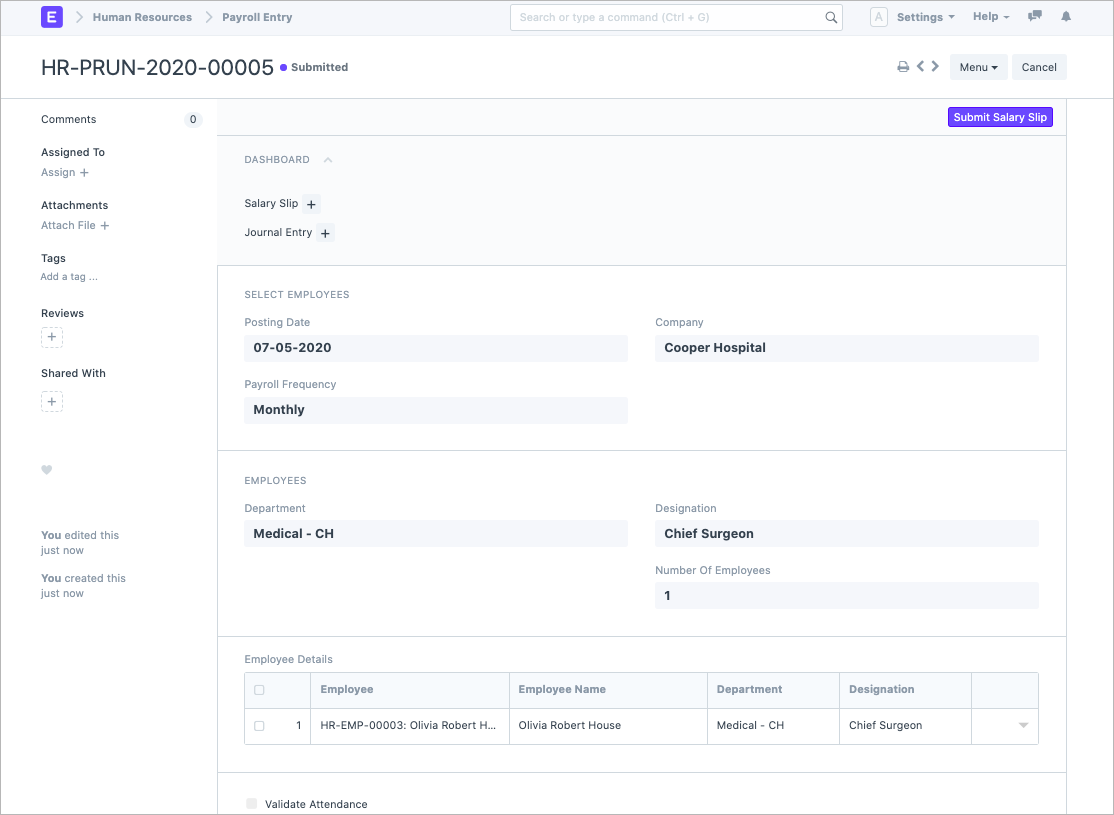 E Human Resources Payroll Entry Search or type a command (Ctrl + G) A Settings Help
HR-PRUN-2020-00005 Submitted Menu Cancel
Comments 0
Submit Salary Slip
Assigned To
Assign +
Attachments
Attach File +
Tags
Add a tag ...
Reviews
+
Shared With
+
You edited this
just now
You created this
just now
DASHBOARD
Salary Slip +
Journal Entry +
SELECT EMPLOYEES
Posting Date
07-05-2020
Company
Cooper Hospital
Payroll Frequency
Monthly
EMPLOYEES
Department
Medical - CH
Designation
Chief Surgeon
Number Of Employees
1
Employee Details
Employee Employee Name Department Designation
1 HR-EMP-00003: Olivia Robert H... Olivia Robert House Medical - CH Chief Surgeon
Validate Attendance